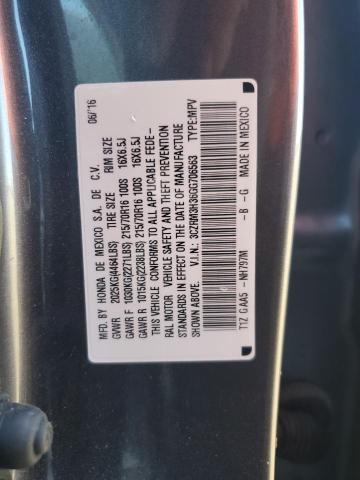 MFD. BY HONDA DE MEXICO S.A. DE C.V. 06/16
GVWR 2025KG(4464LBS) TIRE SIZE RIM SIZE
GAWR F 1030KG(2271LBS) 215/70R16 100S 16X6.5J
GAWR R 1015KG(2238LBS) 215/70R16 100S 16X6.5J
THIS VEHICLE CONFORMS TO ALL APPLICABLE FEDE-
RAL MOTOR VEHICLE SAFETY AND THEFT PREVENTION
STANDARDS IN EFFECT ON THE DATE OF MANUFACTURE
SHOWN ABOVE. V.I.N.: 3CZRM3H36GG706563 TYPE:MPV
T1Z GAA5 - NH797M - B - G MADE IN MEXICO